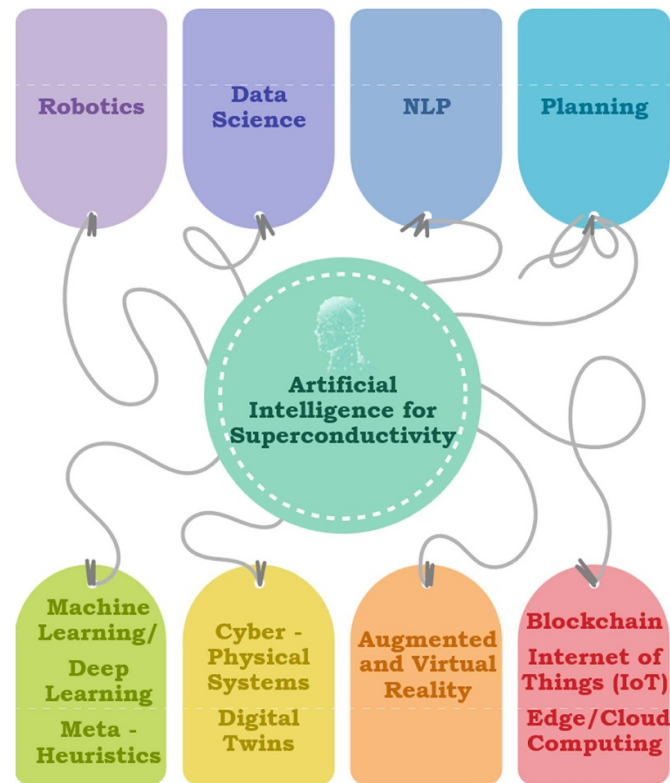 Robotics
Data
Science
NLP
Planning
Artificial
Intelligence for
Superconductivity
Machine
Learning/
Deep
Learning
Meta -
Heuristics
Cyber -
Physical
Systems
Digital
Twins
Augmented
and Virtual
Reality
Blockchain
Internet of
Things (IoT)
Edge/Cloud
Computing